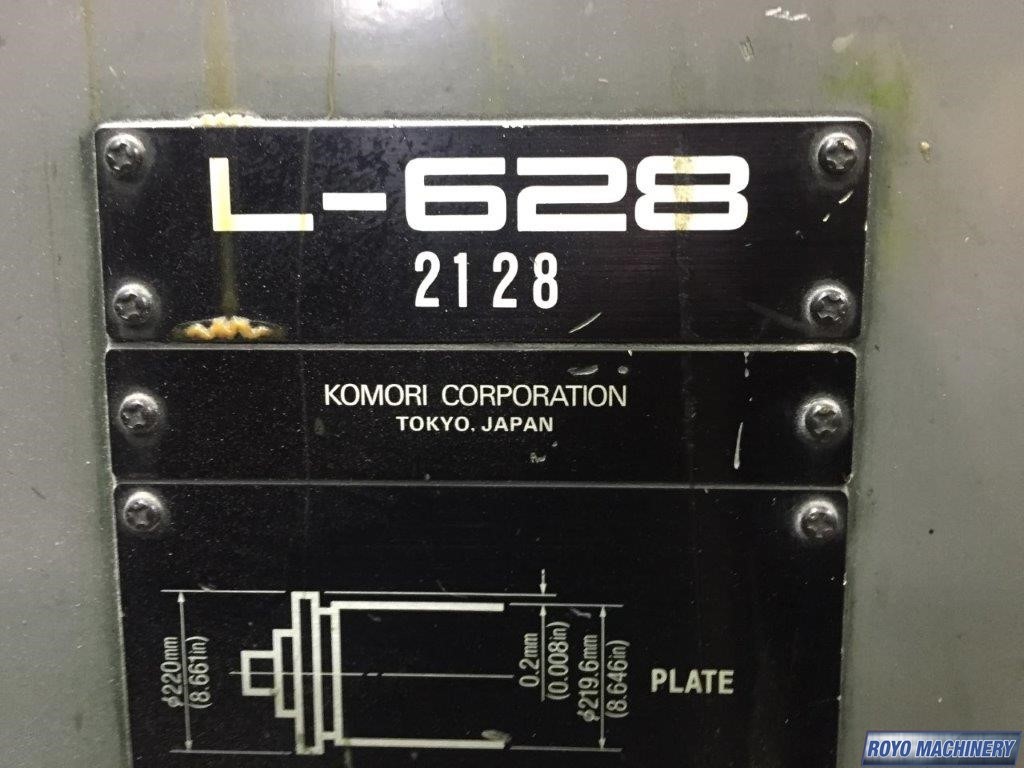 L-628
2128
KOMORI CORPORATION
TOKYO. JAPAN
φ220mm
(8.661in)
0.2mm
(0.008in)
φ219.6mm
(8.646in)
PLATE
ROYO MACHINERY